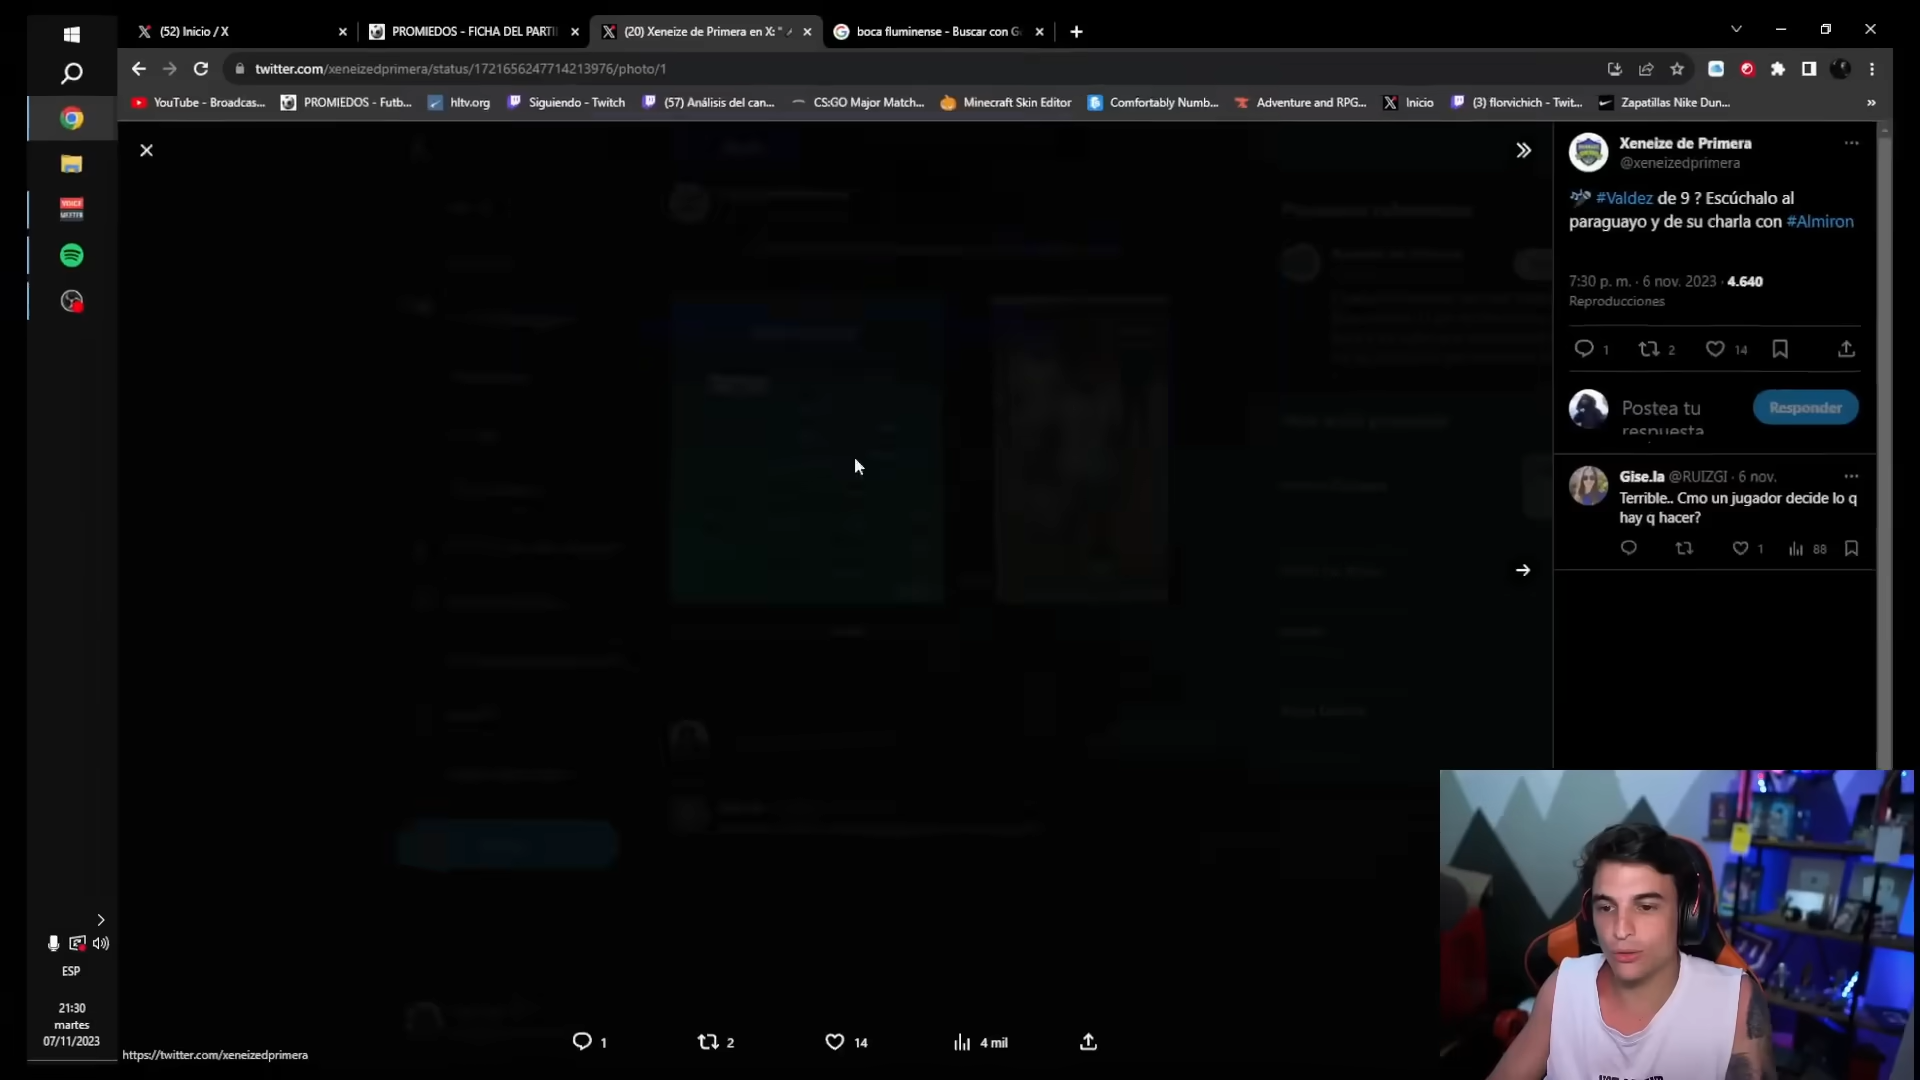 (52) Inicio / X
PROMIEDOS - FICHA DEL PARTI
(20) Xeneize de Primera en X: "
boca fluminense - Buscar con G
twitter.com/xeneizedprimera/status/1721656247714213976/photo/1
YouTube - Broadcas...
PROMIEDOS - Futb...
hltv.org
Siguiendo - Twitch
(57) Análisis del can...
CS:GO Major Match...
Minecraft Skin Editor
Comfortably Numb...
Adventure and RPG...
Inicio
(3) florvichich - Twit...
Zapatillas Nike Dun...
Xeneize de Primera
@xeneizedprimera
#Valdez de 9 ? Escúchalo al
paraguayo y de su charla con #Almiron
7:30 p. m. · 6 nov. 2023 · 4.640
Reproducciones
1 2 14
Postea tu
respuesta
Responder
Gise.la @RUIZGI · 6 nov.
Terrible.. Cmo un jugador decide lo q
hay q hacer?
1 88
VOICE
MEETER
ESP
21:30
martes
07/11/2023
https://twitter.com/xeneizedprimera
1 2 14 4 mil